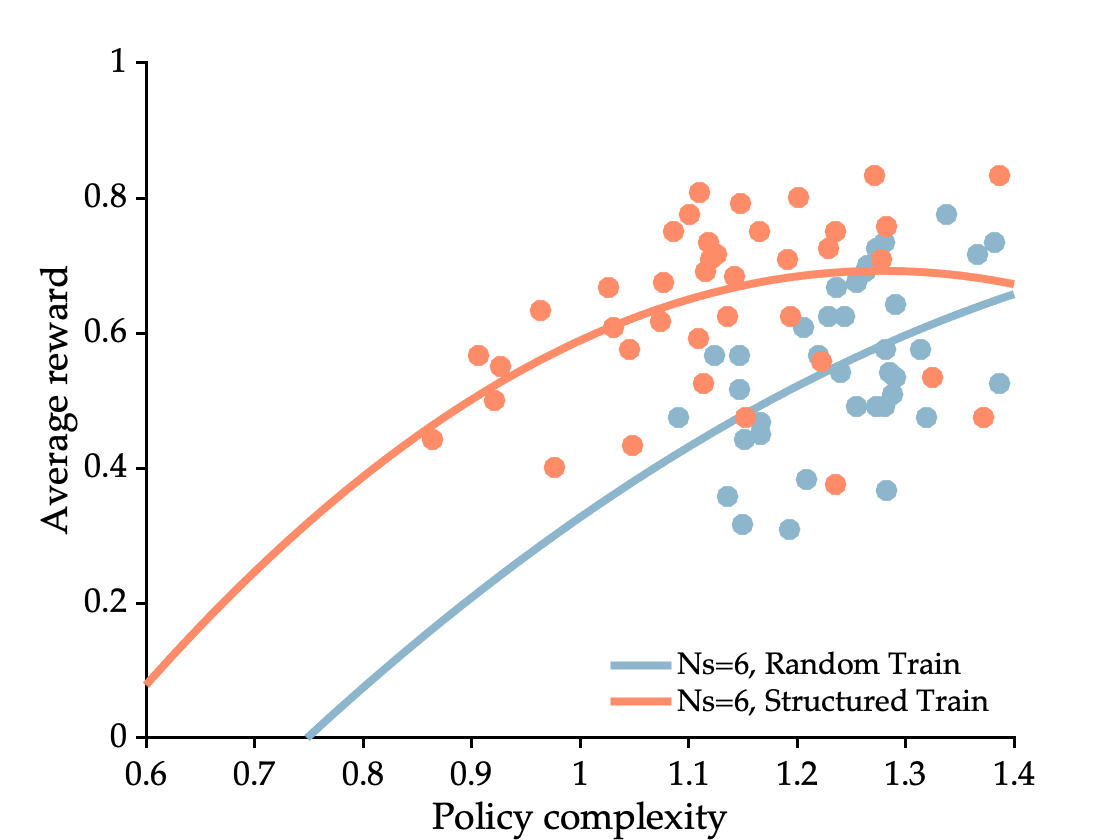 1
0.8
0.6
0.4
0.2
0
Average reward
Ns=6, Random Train
Ns=6, Structured Train
0.6 0.7 0.8 0.9 1 1.1 1.2 1.3 1.4
Policy complexity